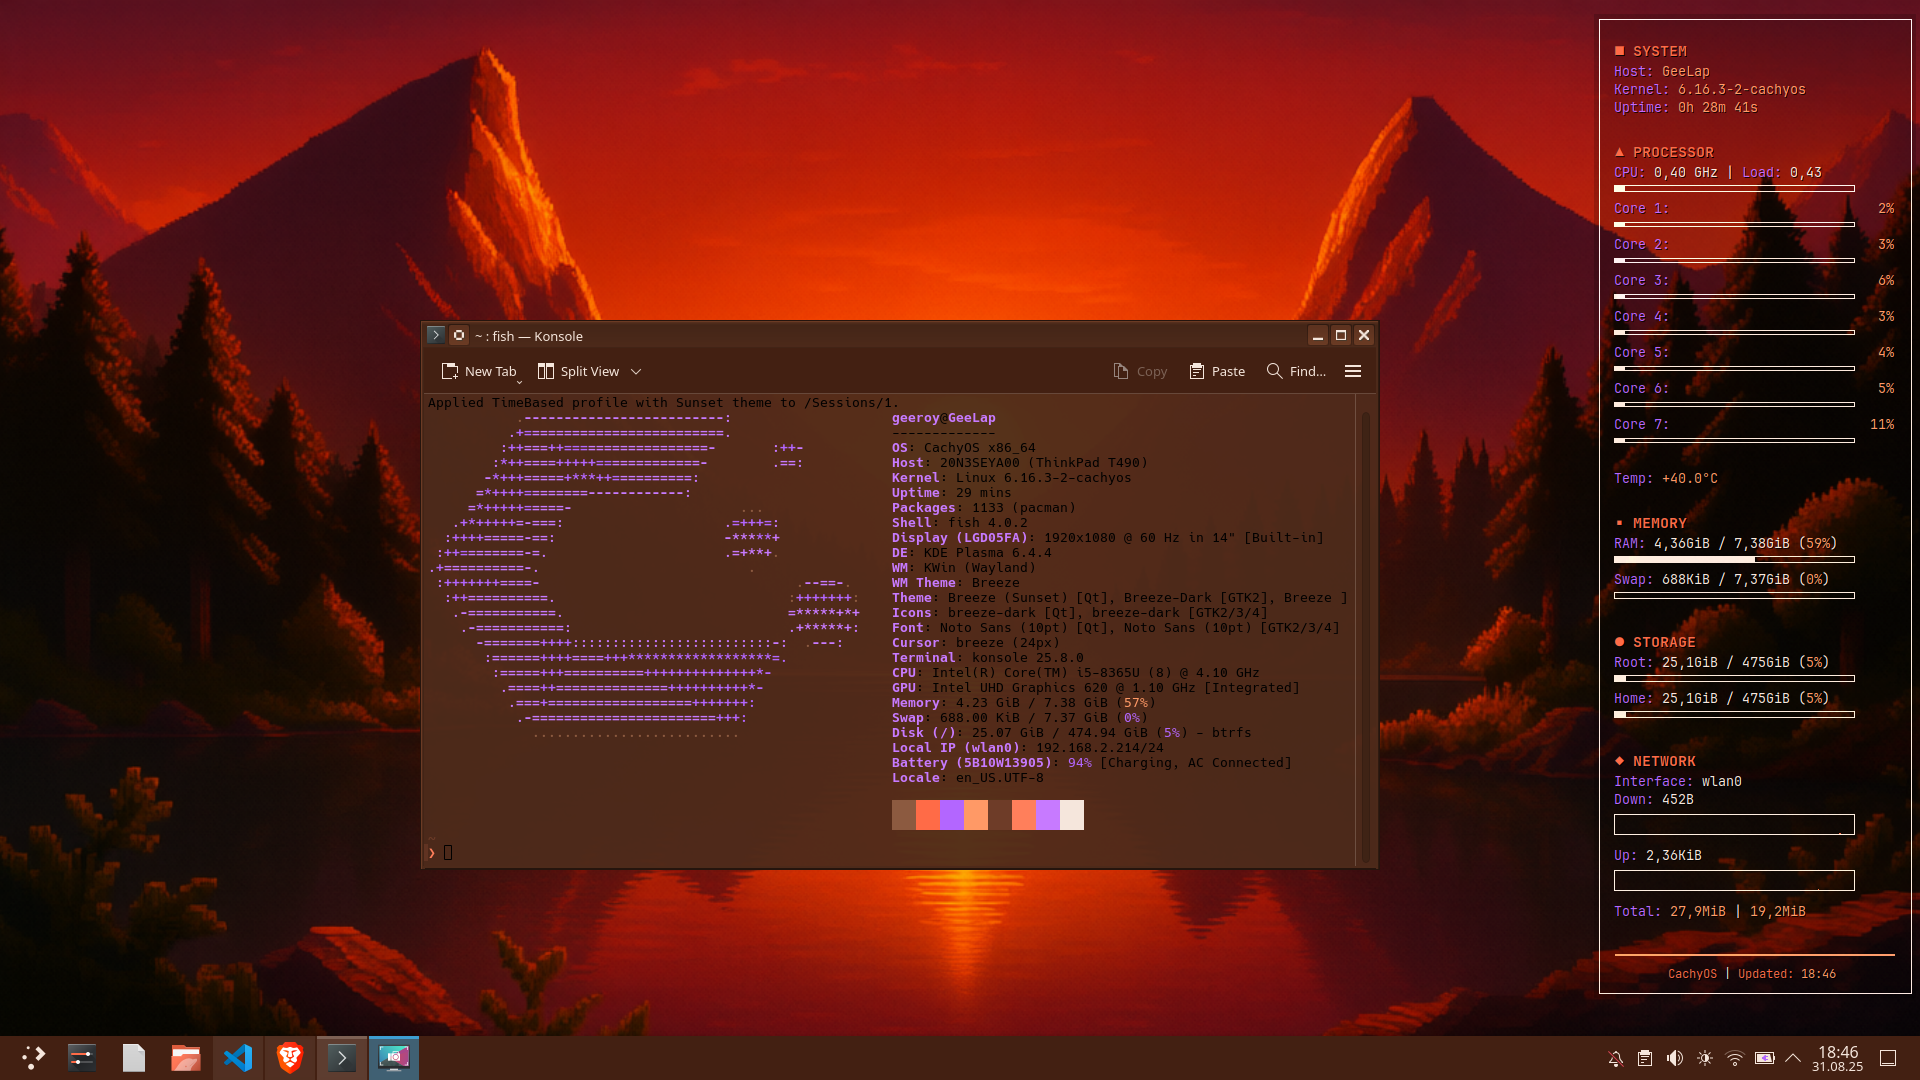 ~ : fish — Konsole
New Tab Split View Copy Paste Find...
Applied TimeBased profile with Sunset theme to /Sessions/1.
geeroy@GeeLap
-------------
OS: CachyOS x86_64
Host: 20N3SEYA00 (ThinkPad T490)
Kernel: Linux 6.16.3-2-cachyos
Uptime: 29 mins
Packages: 1133 (pacman)
Shell: fish 4.0.2
Display (LGD05FA): 1920x1080 @ 60 Hz in 14" [Built-in]
DE: KDE Plasma 6.4.4
WM: KWin (Wayland)
WM Theme: Breeze
Theme: Breeze (Sunset) [Qt], Breeze-Dark [GTK2], Breeze ]
Icons: breeze-dark [Qt], breeze-dark [GTK2/3/4]
Font: Noto Sans (10pt) [Qt], Noto Sans (10pt) [GTK2/3/4]
Cursor: breeze (24px)
Terminal: konsole 25.8.0
CPU: Intel(R) Core(TM) i5-8365U (8) @ 4.10 GHz
GPU: Intel UHD Graphics 620 @ 1.10 GHz [Integrated]
Memory: 4.23 GiB / 7.38 GiB (57%)
Swap: 688.00 KiB / 7.37 GiB (0%)
Disk (/): 25.07 GiB / 474.94 GiB (5%) - btrfs
Local IP (wlan0): 192.168.2.214/24
Battery (5B10W13905): 94% [Charging, AC Connected]
Locale: en_US.UTF-8
~
❯
■ SYSTEM
Host: GeeLap
Kernel: 6.16.3-2-cachyos
Uptime: 0h 28m 41s
▲ PROCESSOR
CPU: 0,40 GHz | Load: 0,43
Core 1: 2%
Core 2: 3%
Core 3: 6%
Core 4: 3%
Core 5: 4%
Core 6: 5%
Core 7: 11%
Temp: +40.0°C
▪ MEMORY
RAM: 4,36GiB / 7,38GiB (59%)
Swap: 688KiB / 7,37GiB (0%)
● STORAGE
Root: 25,1GiB / 475GiB (5%)
Home: 25,1GiB / 475GiB (5%)
◆ NETWORK
Interface: wlan0
Down: 452B
Up: 2,36KiB
Total: 27,9MiB | 19,2MiB
CachyOS | Updated: 18:46
18:46
31.08.25